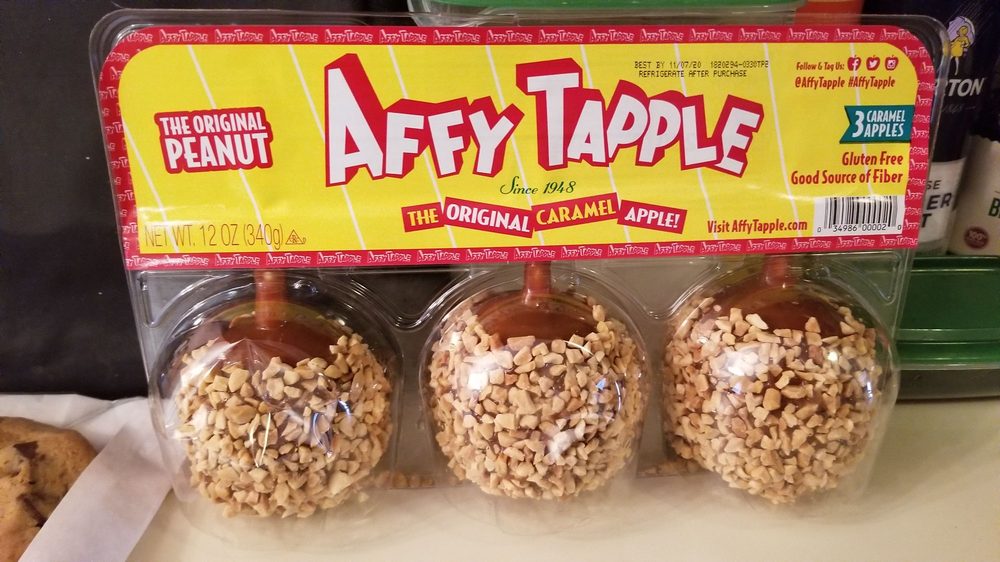 BEST BY 11/07/20 1820294-0330TP2
REFRIGERATE AFTER PURCHASE
Follow & Tag Us:
@AffyTapple #AffyTapple
THE ORIGINAL
PEANUT
AFFY TAPPLE
3 CARAMEL
APPLES
Gluten Free
Good Source of Fiber
Since 1948
THE ORIGINAL CARAMEL APPLE!
Visit AffyTapple.com
NET WT. 12 OZ (340g)
0 34986 00002 0